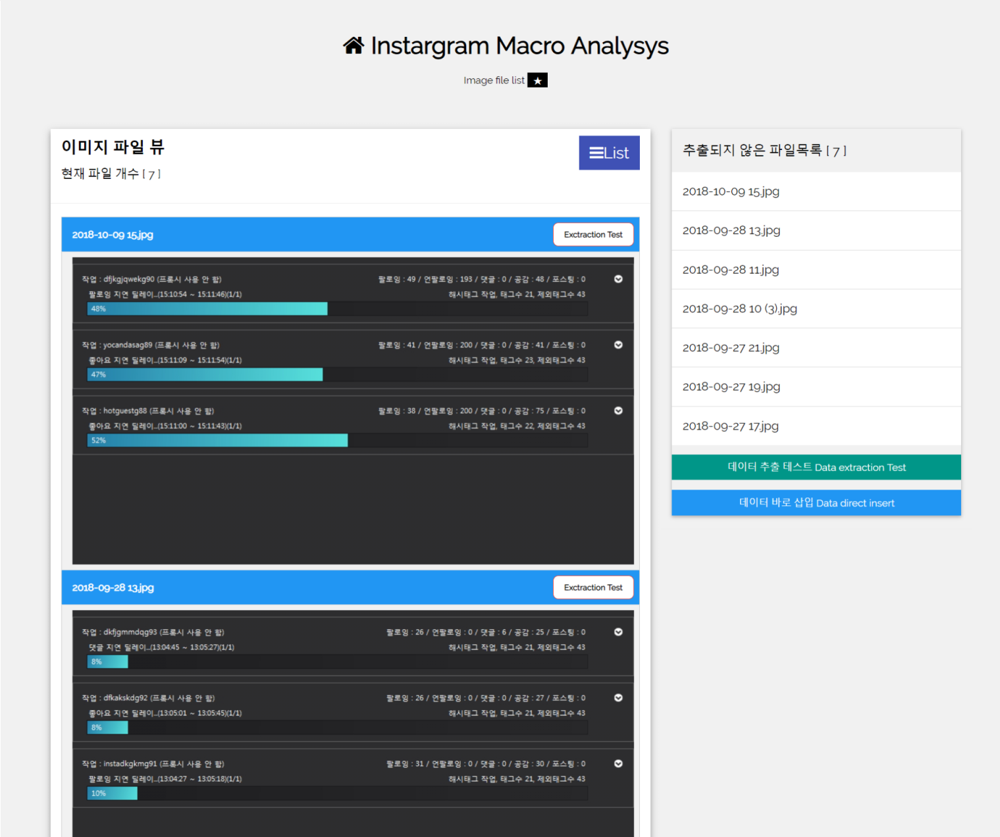 Instargram Macro Analysys
Image file list ★
이미지 파일 뷰
List
현재 파일 개수 [ 7 ]
2018-10-09 15.jpg
Exctraction Test
작업 : dfjkgjqwekg90 (프록시 사용 안 함)
팔로잉 : 49 / 언팔로잉 : 193 / 댓글 : 0 / 공감 : 48 / 포스팅 : 0
팔로잉 지연 딜레이...(15:10:54 ~ 15:11:46)(1/1)
해시태그 작업, 태그수 21, 제외태그수 43
48%
작업 : yocandasag89 (프록시 사용 안 함)
팔로잉 : 41 / 언팔로잉 : 200 / 댓글 : 0 / 공감 : 41 / 포스팅 : 0
좋아요 지연 딜레이...(15:11:09 ~ 15:11:54)(1/1)
해시태그 작업, 태그수 23, 제외태그수 43
47%
작업 : hotguestg88 (프록시 사용 안 함)
팔로잉 : 38 / 언팔로잉 : 200 / 댓글 : 0 / 공감 : 75 / 포스팅 : 0
좋아요 지연 딜레이...(15:11:00 ~ 15:11:43)(1/1)
해시태그 작업, 태그수 22, 제외태그수 43
52%
2018-09-28 13.jpg
Exctraction Test
작업 : dkfjgmmdqg93 (프록시 사용 안 함)
팔로잉 : 26 / 언팔로잉 : 0 / 댓글 : 6 / 공감 : 25 / 포스팅 : 0
댓글 지연 딜레이...(13:04:45 ~ 13:05:27)(1/1)
해시태그 작업, 태그수 21, 제외태그수 43
8%
작업 : dfkakskdg92 (프록시 사용 안 함)
팔로잉 : 26 / 언팔로잉 : 0 / 댓글 : 0 / 공감 : 27 / 포스팅 : 0
좋아요 지연 딜레이...(13:05:01 ~ 13:05:45)(1/1)
해시태그 작업, 태그수 21, 제외태그수 43
8%
작업 : instadkgkmg91 (프록시 사용 안 함)
팔로잉 : 31 / 언팔로잉 : 0 / 댓글 : 0 / 공감 : 30 / 포스팅 : 0
팔로잉 지연 딜레이...(13:04:27 ~ 13:05:18)(1/1)
해시태그 작업, 태그수 21, 제외태그수 43
10%
추출되지 않은 파일목록 [ 7 ]
2018-10-09 15.jpg
2018-09-28 13.jpg
2018-09-28 11.jpg
2018-09-28 10 (3).jpg
2018-09-27 21.jpg
2018-09-27 19.jpg
2018-09-27 17.jpg
데이터 추출 테스트 Data extraction Test
데이터 바로 삽입 Data direct insert